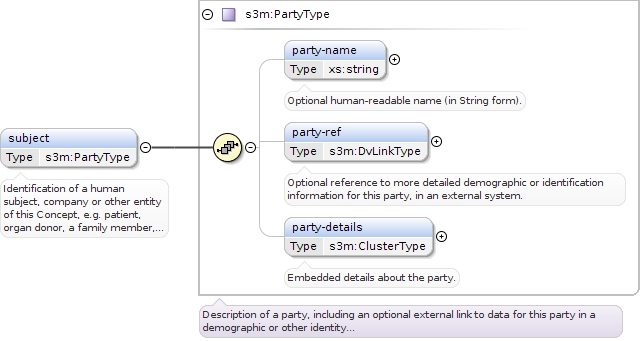 s3m:PartyType
party-name
Type xs:string
Optional human-readable name (in String form).
party-ref
Type s3m:DvLinkType
Optional reference to more detailed demographic or identification
information for this party, in an external system.
subject
Type s3m:PartyType
Identification of a human
subject, company or other entity
of this Concept, e.g. patient,
organ donor, a family member,...
party-details
Type s3m:ClusterType
Embedded details about the party.
Description of a party, including an optional external link to data for this party in a
demographic or other identity...